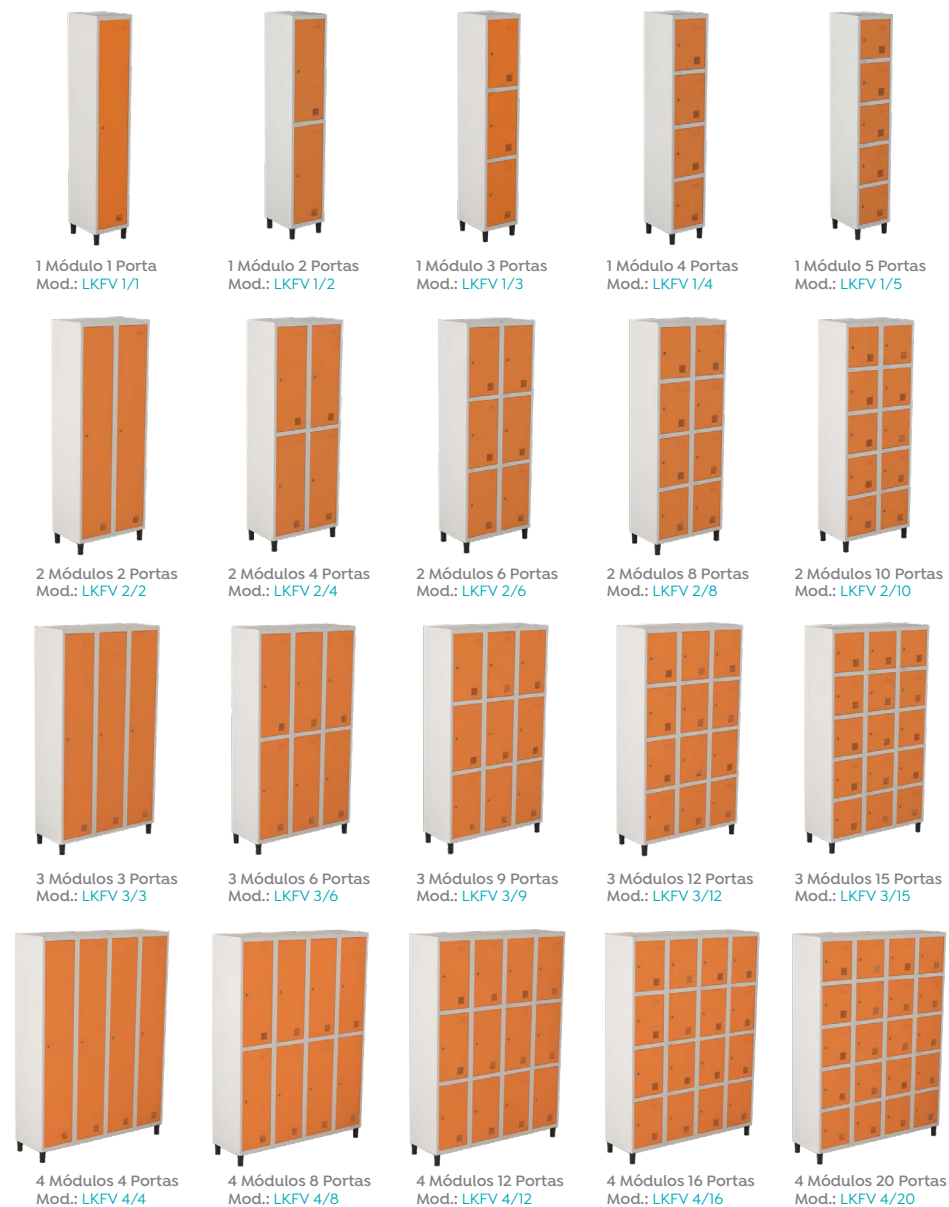 1 Módulo 1 Porta
Mod.: LKFV 1/1
1 Módulo 2 Portas
Mod.: LKFV 1/2
1 Módulo 3 Portas
Mod.: LKFV 1/3
1 Módulo 4 Portas
Mod.: LKFV 1/4
1 Módulo 5 Portas
Mod.: LKFV 1/5
2 Módulos 2 Portas
Mod.: LKFV 2/2
2 Módulos 4 Portas
Mod.: LKFV 2/4
2 Módulos 6 Portas
Mod.: LKFV 2/6
2 Módulos 8 Portas
Mod.: LKFV 2/8
2 Módulos 10 Portas
Mod.: LKFV 2/10
3 Módulos 3 Portas
Mod.: LKFV 3/3
3 Módulos 6 Portas
Mod.: LKFV 3/6
3 Módulos 9 Portas
Mod.: LKFV 3/9
3 Módulos 12 Portas
Mod.: LKFV 3/12
3 Módulos 15 Portas
Mod.: LKFV 3/15
4 Módulos 4 Portas
Mod.: LKFV 4/4
4 Módulos 8 Portas
Mod.: LKFV 4/8
4 Módulos 12 Portas
Mod.: LKFV 4/12
4 Módulos 16 Portas
Mod.: LKFV 4/16
4 Módulos 20 Portas
Mod.: LKFV 4/20